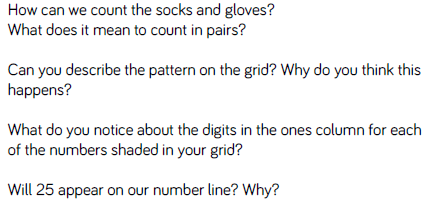 How can we count the socks and gloves?
What does it mean to count in pairs?
Can you describe the pattern on the grid? Why do you think this
happens?
What do you notice about the digits in the ones column for each
of the numbers shaded in your grid?
Will 25 appear on our number line? Why?